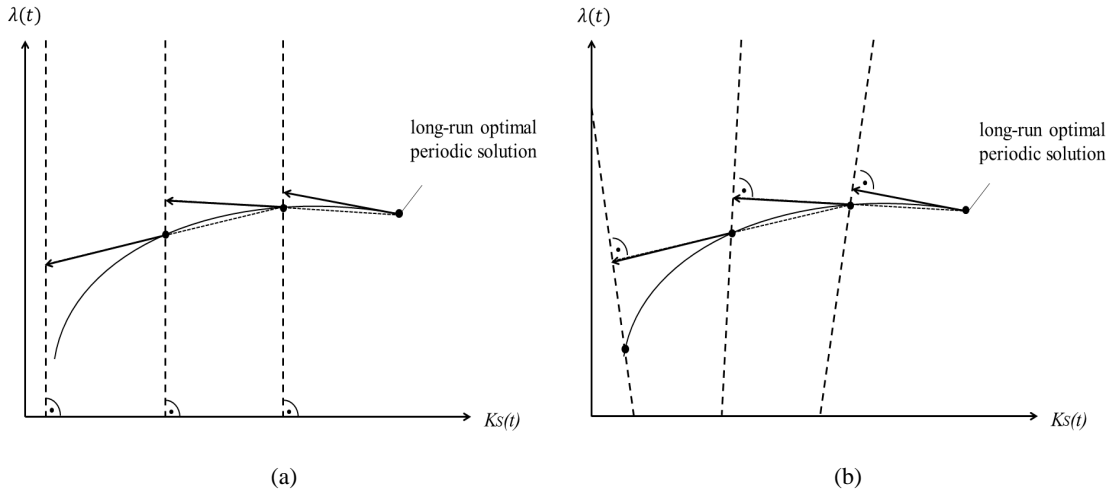 λ(t)
long-run optimal
periodic solution
Ks(t)
(a)
λ(t)
long-run optimal
periodic solution
Ks(t)
(b)